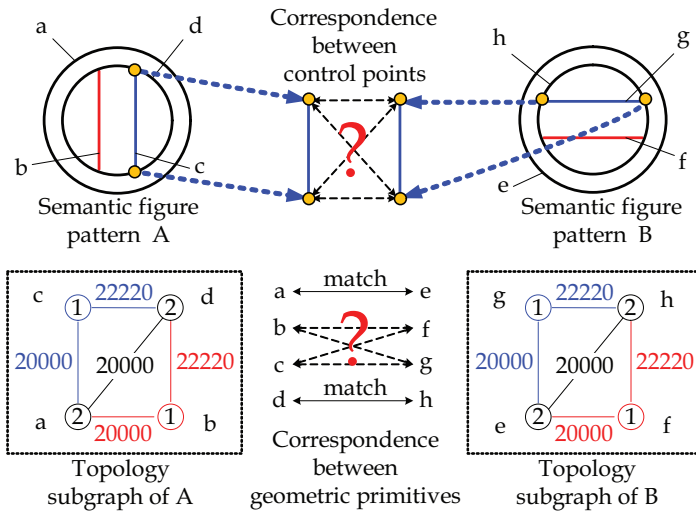 a
d
b
c
Semantic figure
pattern A
Correspondence
between
control points
?
h
g
f
e
Semantic figure
pattern B
c
1
22220
2
d
20000
20000
22220
a
2
20000
1
b
Topology
subgraph of A
a
match
e
b
?
f
c
g
d
match
h
Correspondence
between
geometric primitives
g
1
22220
2
h
20000
20000
22220
e
2
20000
1
f
Topology
subgraph of B